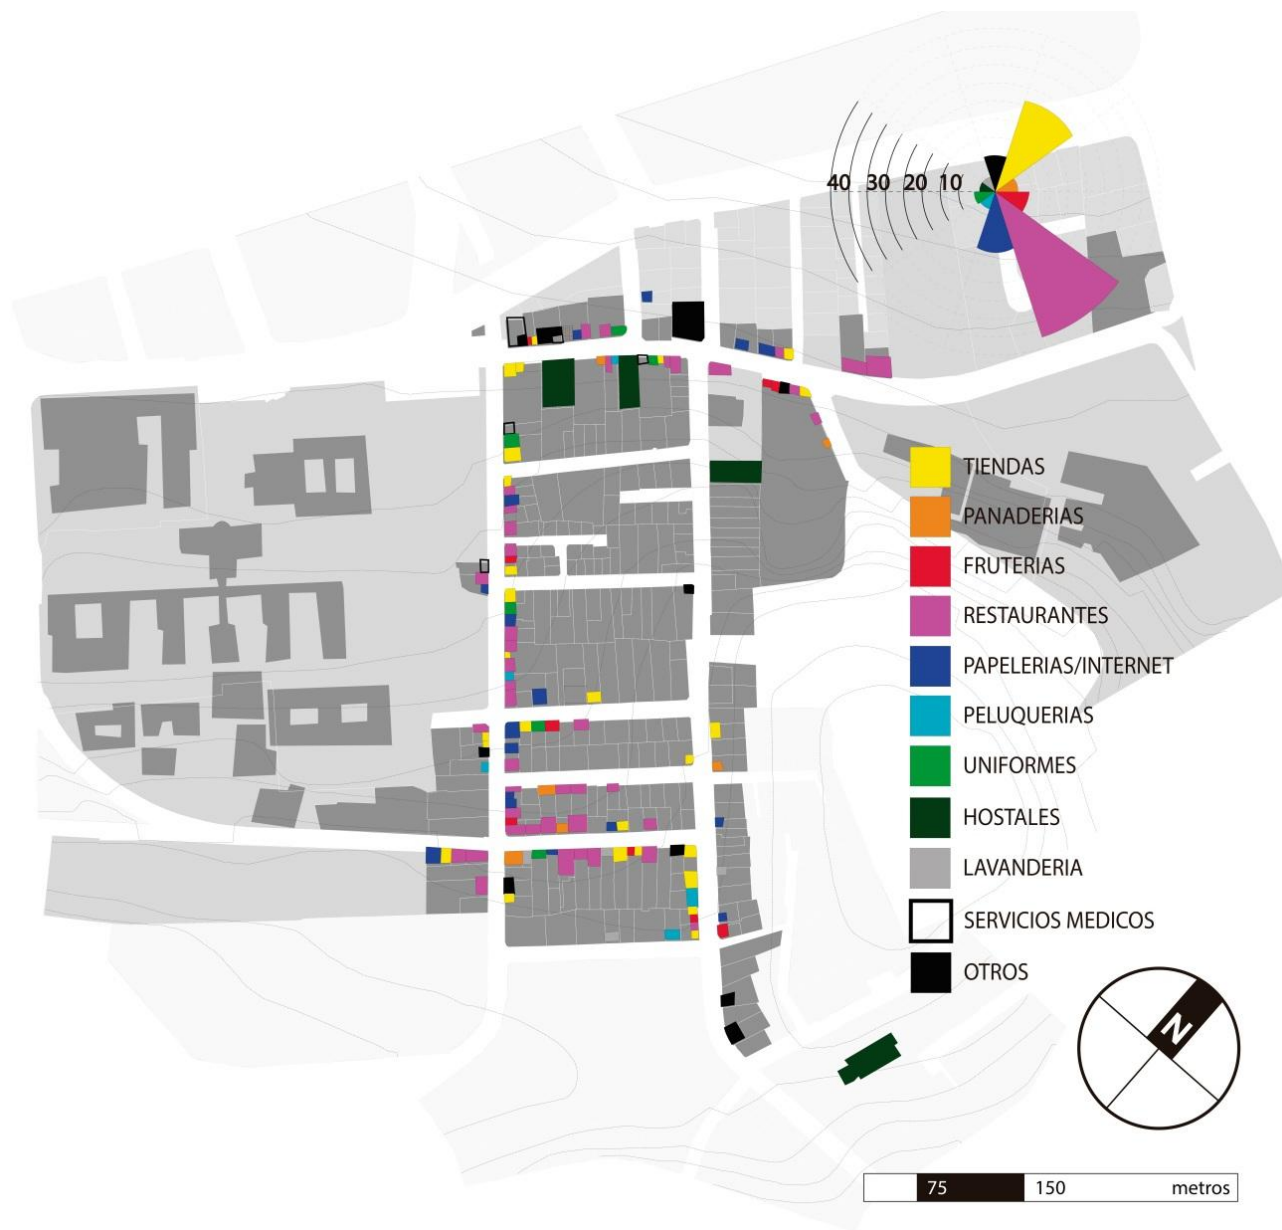 40 30 20 10
TIENDAS
PANADERIAS
FRUTERIAS
RESTAURANTES
PAPELERIAS/INTERNET
PELUQUERIAS
UNIFORMES
HOSTALES
LAVANDERIA
SERVICIOS MEDICOS
OTROS
N
75 150 metros